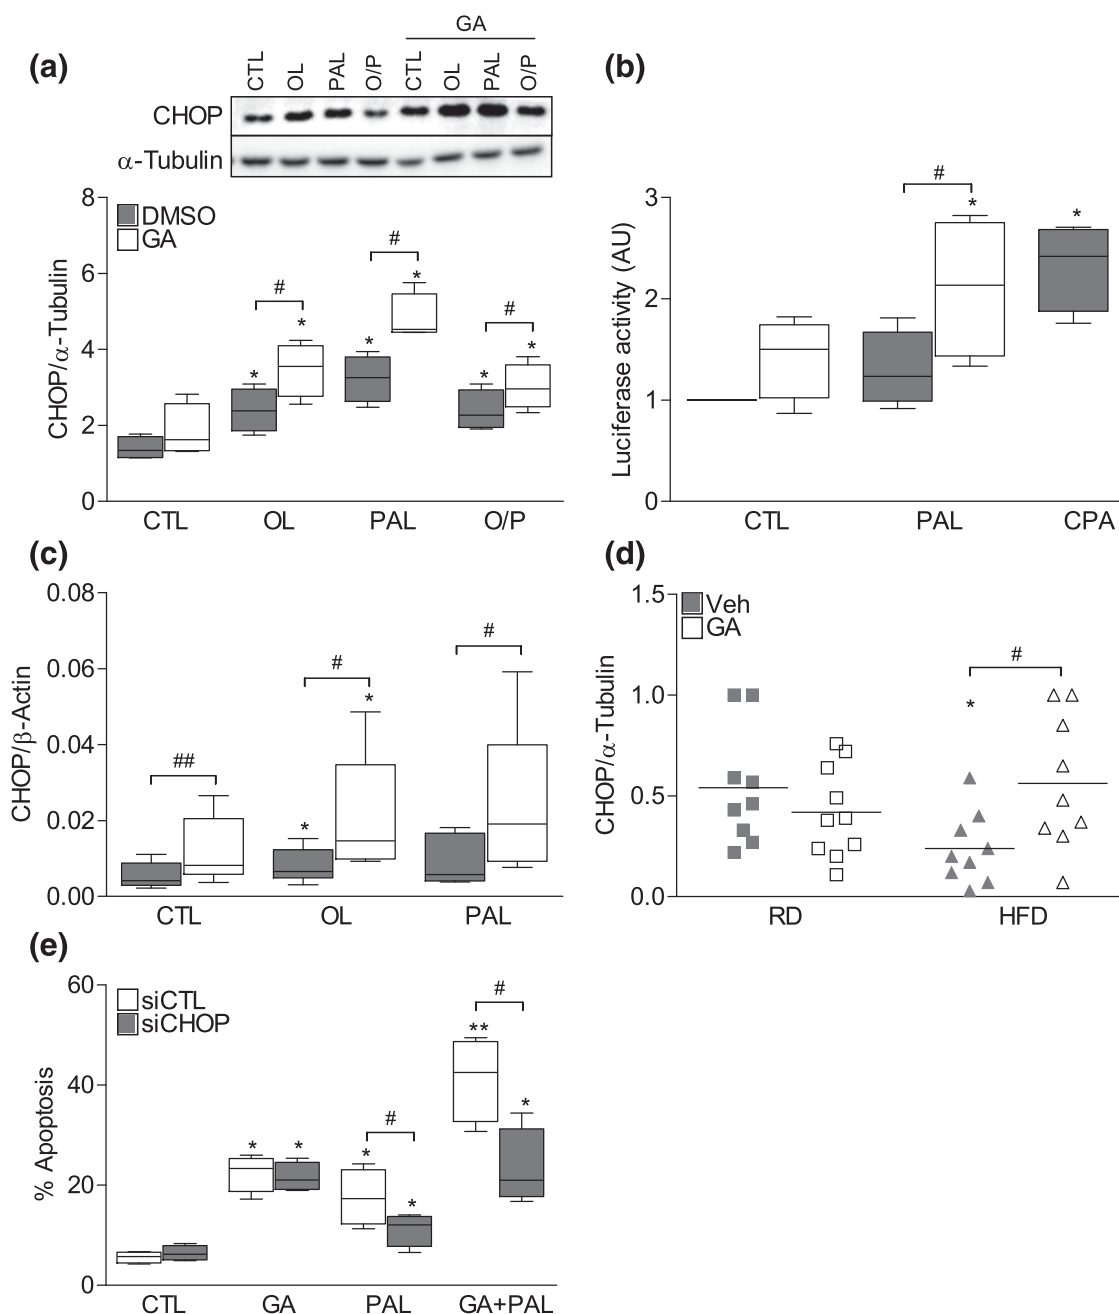 (a)
GA
CTL OL PAL O/P CTL OL PAL O/P
CHOP
α-Tubulin
CHOP/α-Tubulin
8
6
4
2
0
DMSO
GA
* # * * # * * # *
CTL OL PAL O/P
(b)
Luciferase activity (AU)
3
2
1
0
# * *
CTL PAL CPA
(c)
CHOP/β-Actin
0.08
0.06
0.04
0.02
0.00
## * # * #
CTL OL PAL
(d)
CHOP/α-Tubulin
1.5
1.0
0.5
0.0
Veh
GA
* #
RD HFD
(e)
% Apoptosis
60
40
20
0
siCTL
siCHOP
* * * # * ** # *
CTL GA PAL GA+PAL